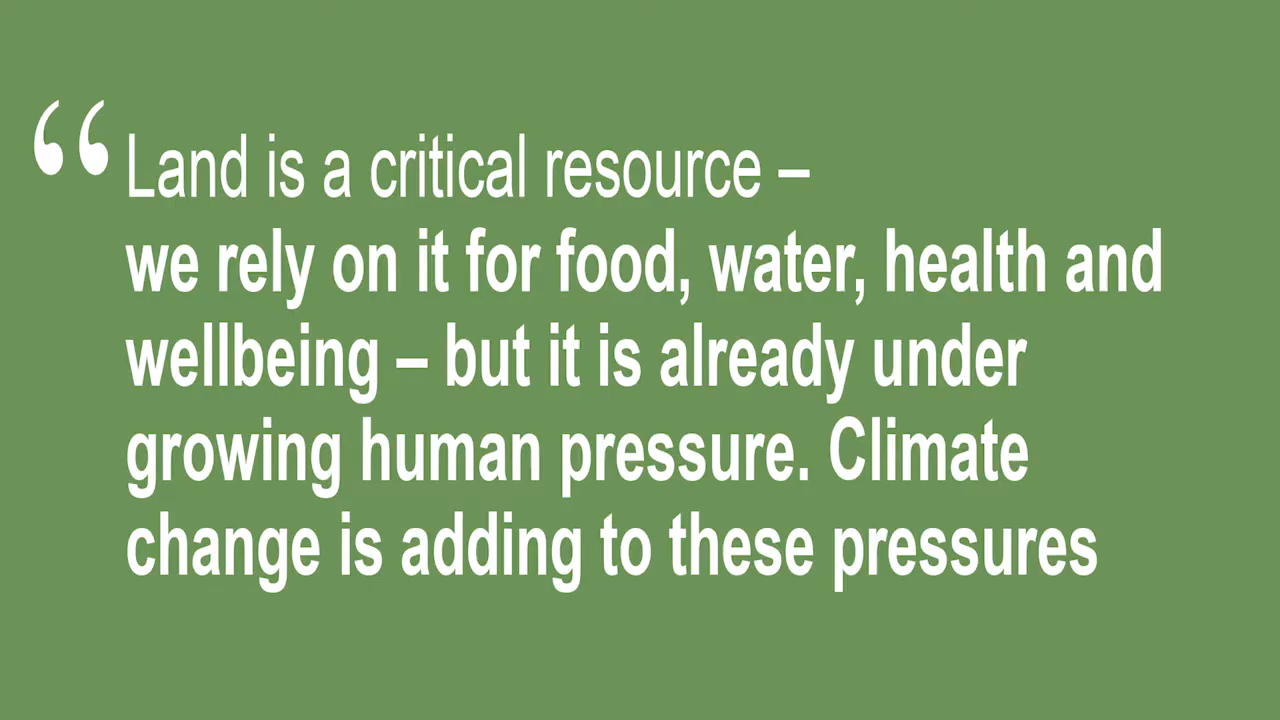 “Land is a critical resource –
we rely on it for food, water, health and
wellbeing – but it is already under
growing human pressure. Climate
change is adding to these pressures